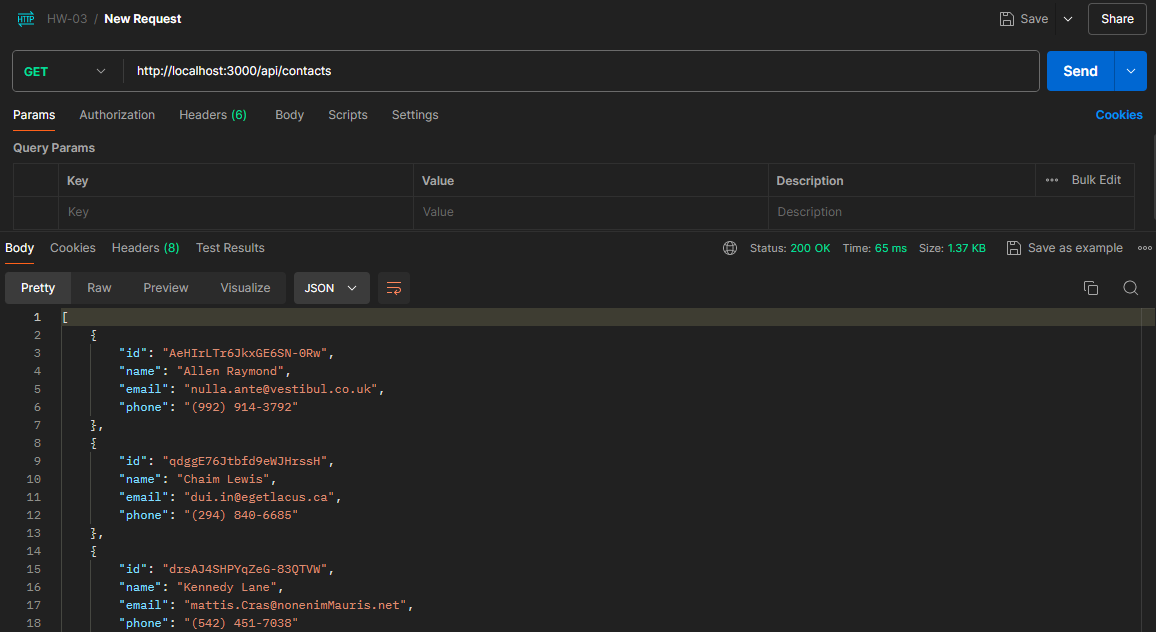 HTTP HW-03 / New Request Save Share
GET http://localhost:3000/api/contacts Send
Params Authorization Headers (6) Body Scripts Settings Cookies
Query Params
Key Value Description ••• Bulk Edit
Key Value Description
Body Cookies Headers (8) Test Results Status: 200 OK Time: 65 ms Size: 1.37 KB Save as example
Pretty Raw Preview Visualize JSON
1 [
2 {
3 "id": "AeHIrLTr6JkxGE6SN-0Rw",
4 "name": "Allen Raymond",
5 "email": "nulla.ante@vestibul.co.uk",
6 "phone": "(992) 914-3792"
7 },
8 {
9 "id": "qdggE76Jtbfd9eWJHrssH",
10 "name": "Chaim Lewis",
11 "email": "dui.in@egetlacus.ca",
12 "phone": "(294) 840-6685"
13 },
14 {
15 "id": "drsAJ4SHPYqZeG-83QTVW",
16 "name": "Kennedy Lane",
17 "email": "mattis.Cras@nonenimMauris.net",
18 "phone": "(542) 451-7038"